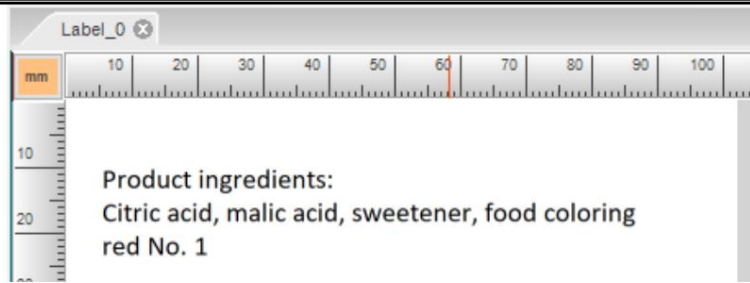 Label_0
mm 10 20 30 40 50 60 70 80 90 100
10
Product ingredients:
Citric acid, malic acid, sweetener, food coloring
20
red No. 1